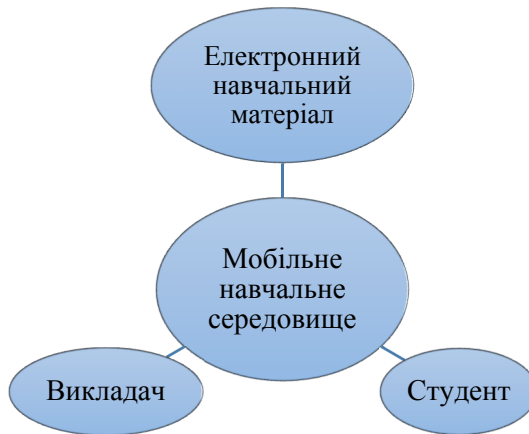 Електронний
навчальний
матеріал
Мобільне
навчальне
середовище
Викладач
Студент